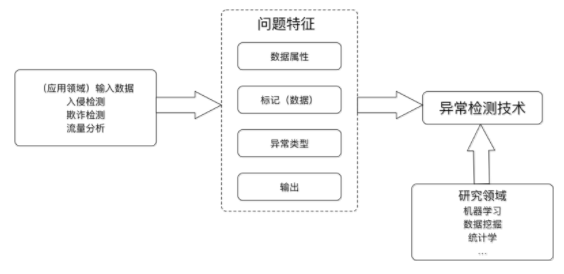 （应用领域）输入数据
入侵检测
欺诈检测
流量分析
问题特征
数据属性
标记（数据）
异常类型
输出
异常检测技术
研究领域
机器学习
数据挖掘
统计学
...